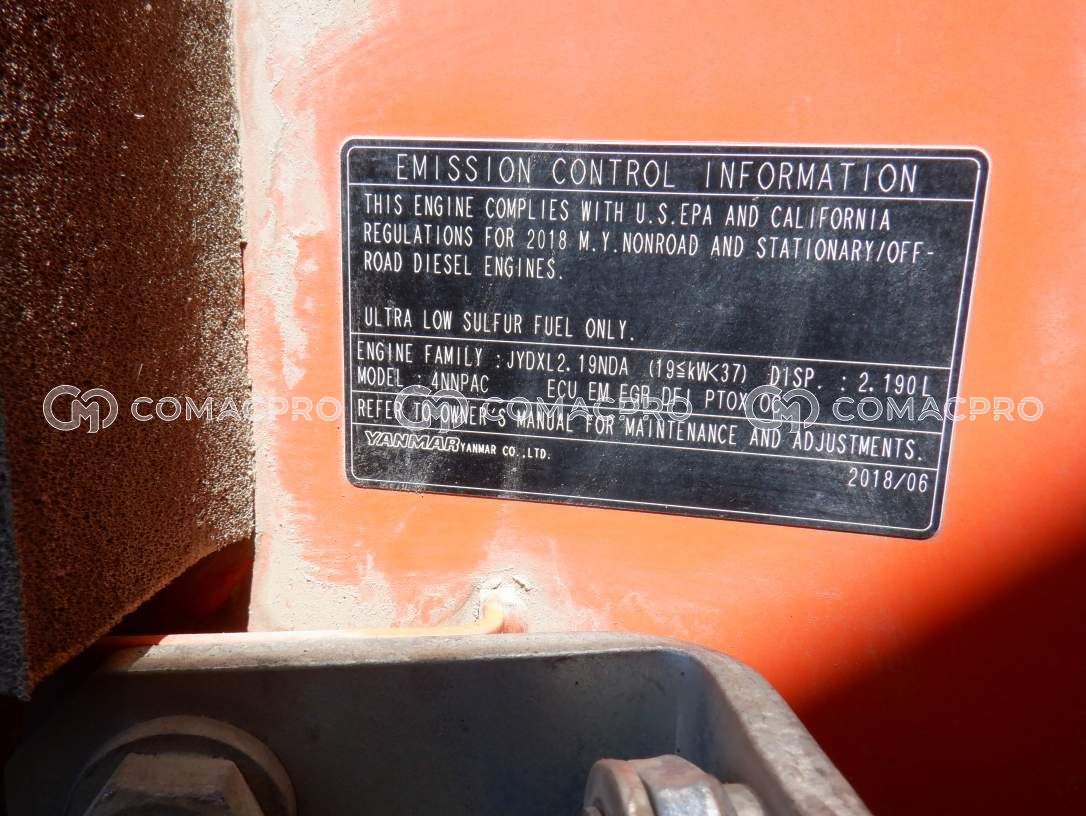 EMISSION CONTROL INFORMATION
THIS ENGINE COMPLIES WITH U.S.EPA AND CALIFORNIA
REGULATIONS FOR 2018 M.Y.NONROAD AND STATIONARY/OFF-
ROAD DIESEL ENGINES.
ULTRA LOW SULFUR FUEL ONLY.
ENGINE FAMILY :JYDXL2.19NDA (19≤kW<37) DISP. :2.190L
MODEL :4NNPAC ECU EM EGR DFI PTOX OC
COMACPRO COMACPRO COMACPRO
REFER TO OWNER'S MANUAL FOR MAINTENANCE AND ADJUSTMENTS.
YANMAR YANMAR CO.,LTD.
2018/06